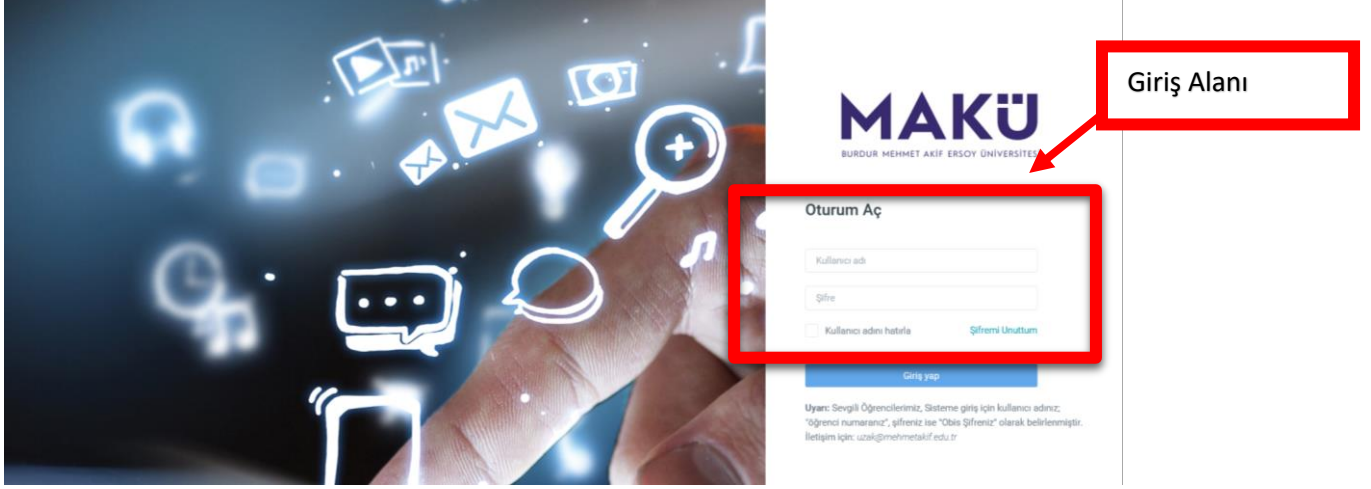 Giriş Alanı
MAKÜ
BURDUR MEHMET AKİF ERSOY ÜNİVERSİTES
Oturum Aç
Kullanıcı adı
Şifre
Kullanıcı adını hatırla Şifremi Unuttum
Giriş yap
Uyarı: Sevgili Öğrencilerimiz, Sisteme giriş için kullanıcı adınız;
"öğrenci numaranız", şifreniz ise "Obis Şifreniz" olarak belirlenmiştir.
İletişim için: uzak@mehmetakif.edu.tr